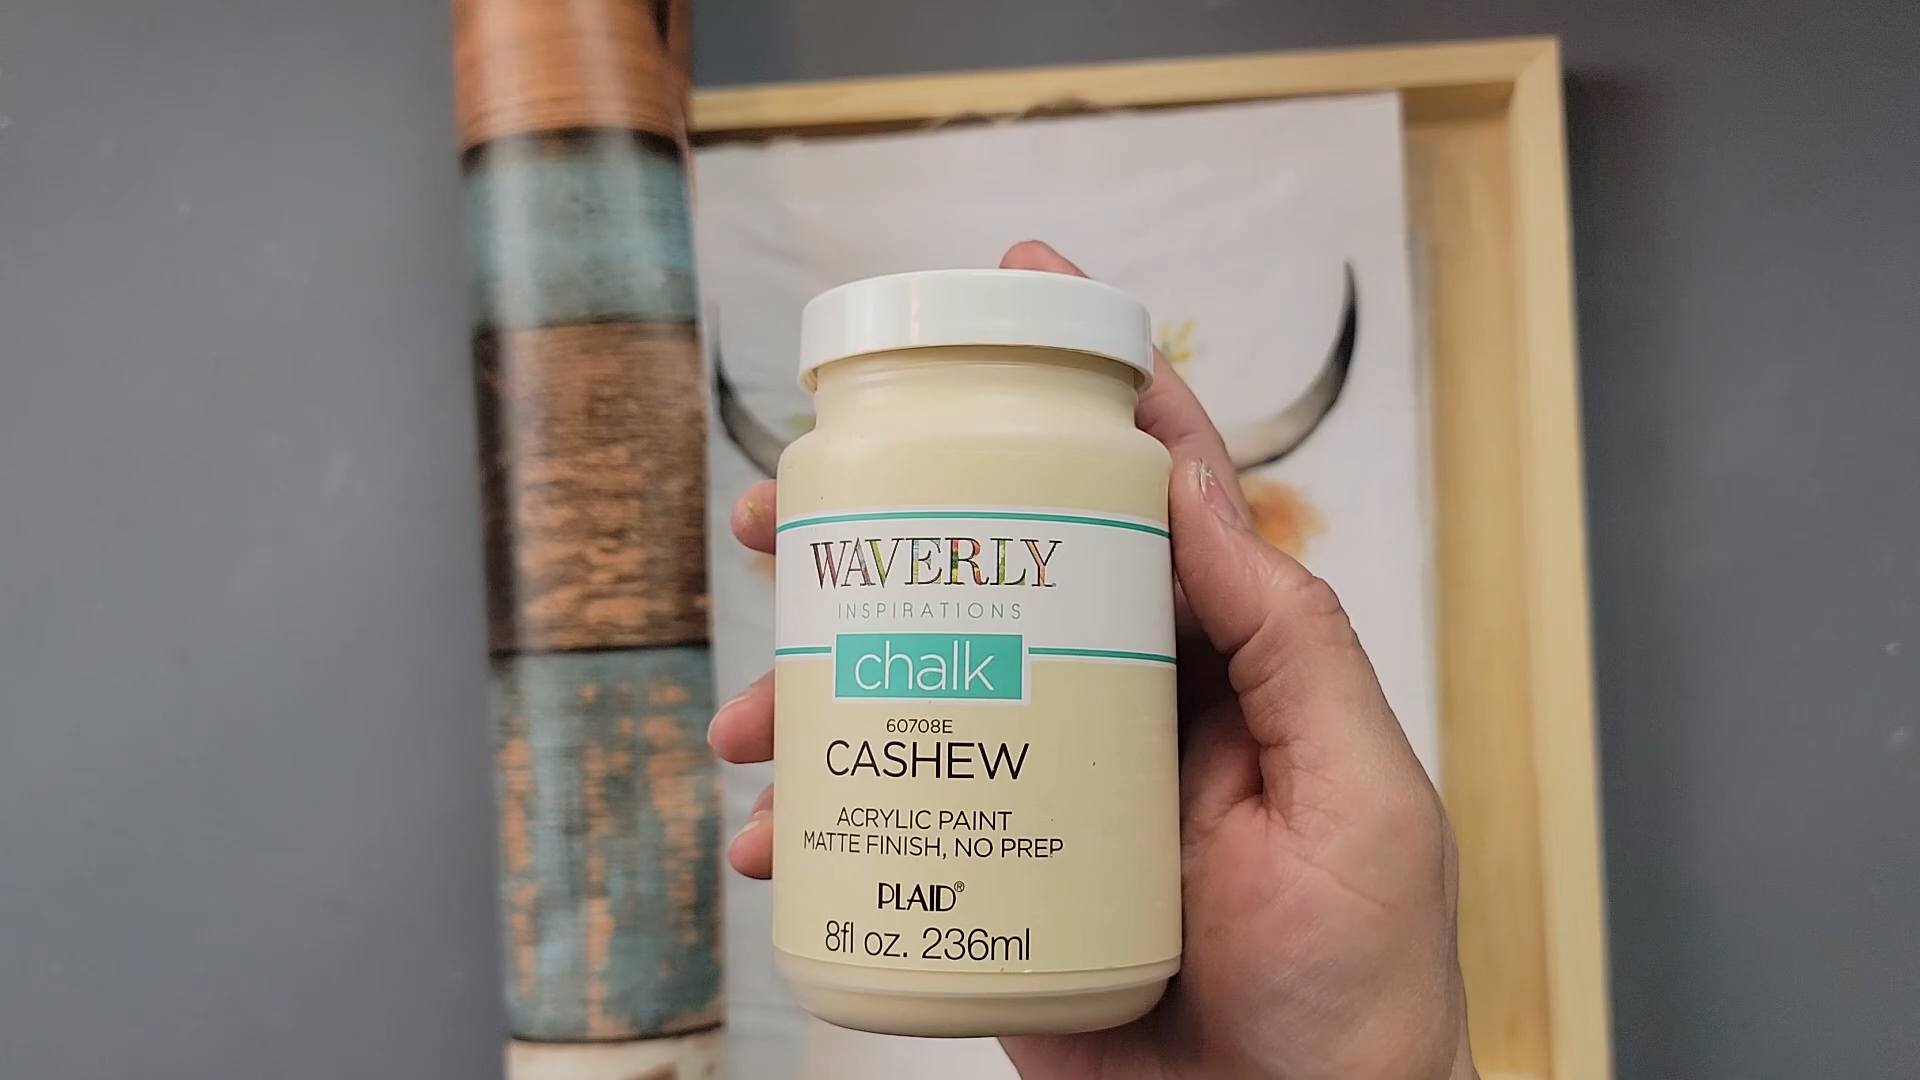 WAVERLY
INSPIRATIONS
chalk
60708E
CASHEW
ACRYLIC PAINT
MATTE FINISH, NO PREP
PLAID®
8fl oz. 236ml